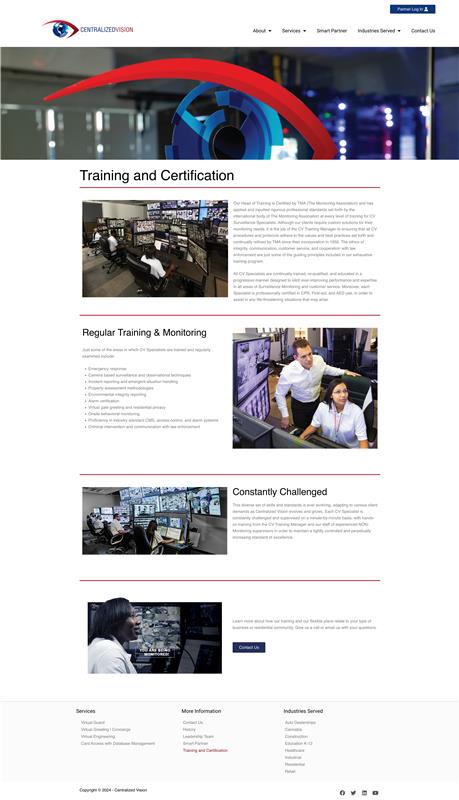 Partner Log In
CENTRALIZEDVISION
About
Services
Smart Partner
Industries Served
Contact Us
Training and Certification
Our Head of Training is Certified by TMA (The Monitoring Association) and has
applied and inputted rigorous professional standards set forth by the
international body of The Monitoring Association at every level of training for CV
Surveillance Specialists. Although our clients require custom solutions for their
monitoring needs, it is the job of the CV Training Manager to ensuring that all CV
procedures and protocols adhere to the values and best practices set forth and
continually refined by TMA since their incorporation in 1950. The ethics of
integrity, communication, customer service, and cooperation with law
enforcement are just some of the guiding principles included in our exhaustive
training program.
All CV Specialists are continually trained, re-qualified, and educated in a
progressive manner designed to elicit ever-improving performance and expertise
in all areas of Surveillance Monitoring and customer service. Moreover, each
Specialist is professionally certified in CPR, First-aid, and AED use, in order to
assist in any life-threatening situations that may arise.
Regular Training & Monitoring
Just some of the areas in which CV Specialists are trained and regularly
examined include:
Emergency response
Camera based surveillance and observational techniques
Incident reporting and emergent situation handling
Property assessment methodologies
Environmental integrity reporting
Alarm verification
Virtual gate greeting and residential privacy
Onsite behavioral monitoring
Proficiency in industry standard CMS, access control, and alarm systems
Criminal intervention and communication with law enforcement
Constantly Challenged
This diverse set of skills and standards is ever evolving, adapting to various client
demands as Centralized Vision evolves and grows. Each CV Specialist is
constantly challenged and supervised on a minute-by-minute basis, with hands-
on training from the CV Training Manager and our staff of experienced NON-
Monitoring supervisors in order to maintain a tightly controlled and perpetually
increasing standard of excellence.
YOU ARE BEING
MONITORED!
Learn more about how our training and our flexible plans relate to your type of
business or residential community. Give us a call or email us with your questions.
Contact Us
Services
Virtual Guard
Virtual Greeting / Concierge
Virtual Engineering
Card Access with Database Management
More Information
Contact Us
History
Leadership Team
Smart Partner
Training and Certification
Industries Served
Auto Dealerships
Cannabis
Construction
Education K-12
Healthcare
Industrial
Residential
Retail
Copyright © 2024 - Centralized Vision